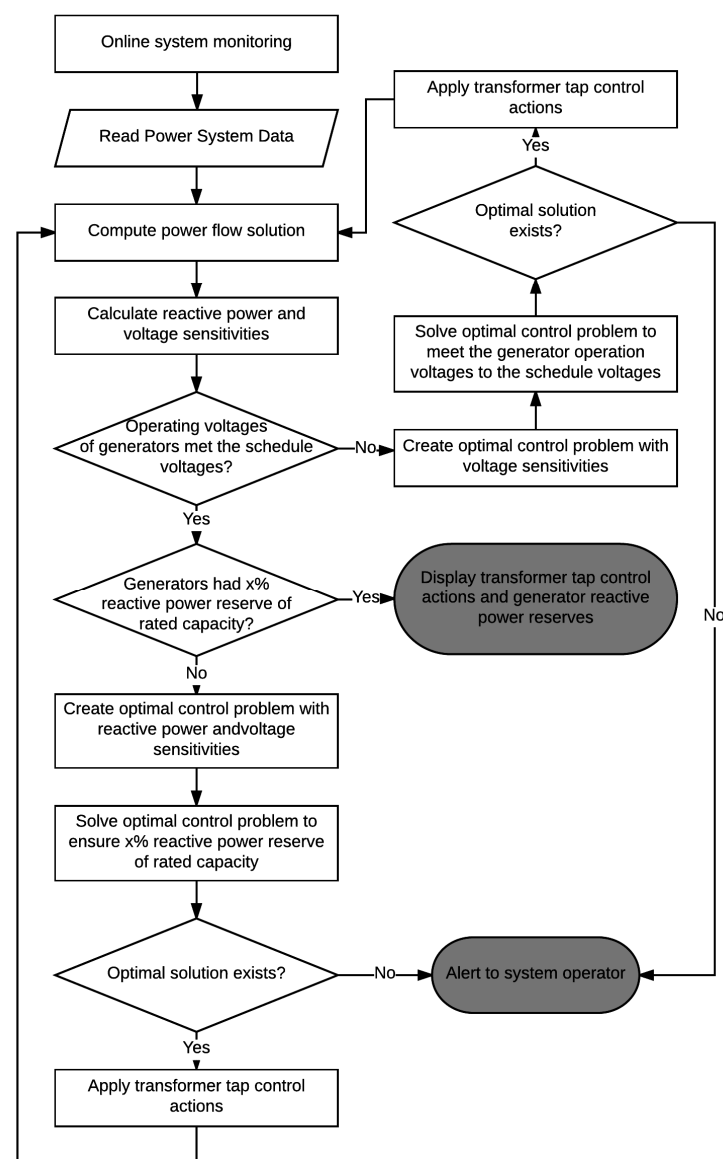 Online system monitoring
Read Power System Data
Compute power flow solution
Calculate reactive power and
voltage sensitivities
Operating voltages
of generators met the schedule
voltages?
No
Create optimal control problem with
voltage sensitivities
Solve optimal control problem to
meet the generator operation
voltages to the schedule voltages
Optimal solution
exists?
Yes
Apply transformer tap control
actions
No
Yes
Generators had x%
reactive power reserve of
rated capacity?
Yes
Display transformer tap control
actions and generator reactive
power reserves
No
Create optimal control problem with
reactive power andvoltage
sensitivities
Solve optimal control problem to
ensure x% reactive power reserve
of rated capacity
Optimal solution exists?
No
Alert to system operator
Yes
Apply transformer tap control
actions